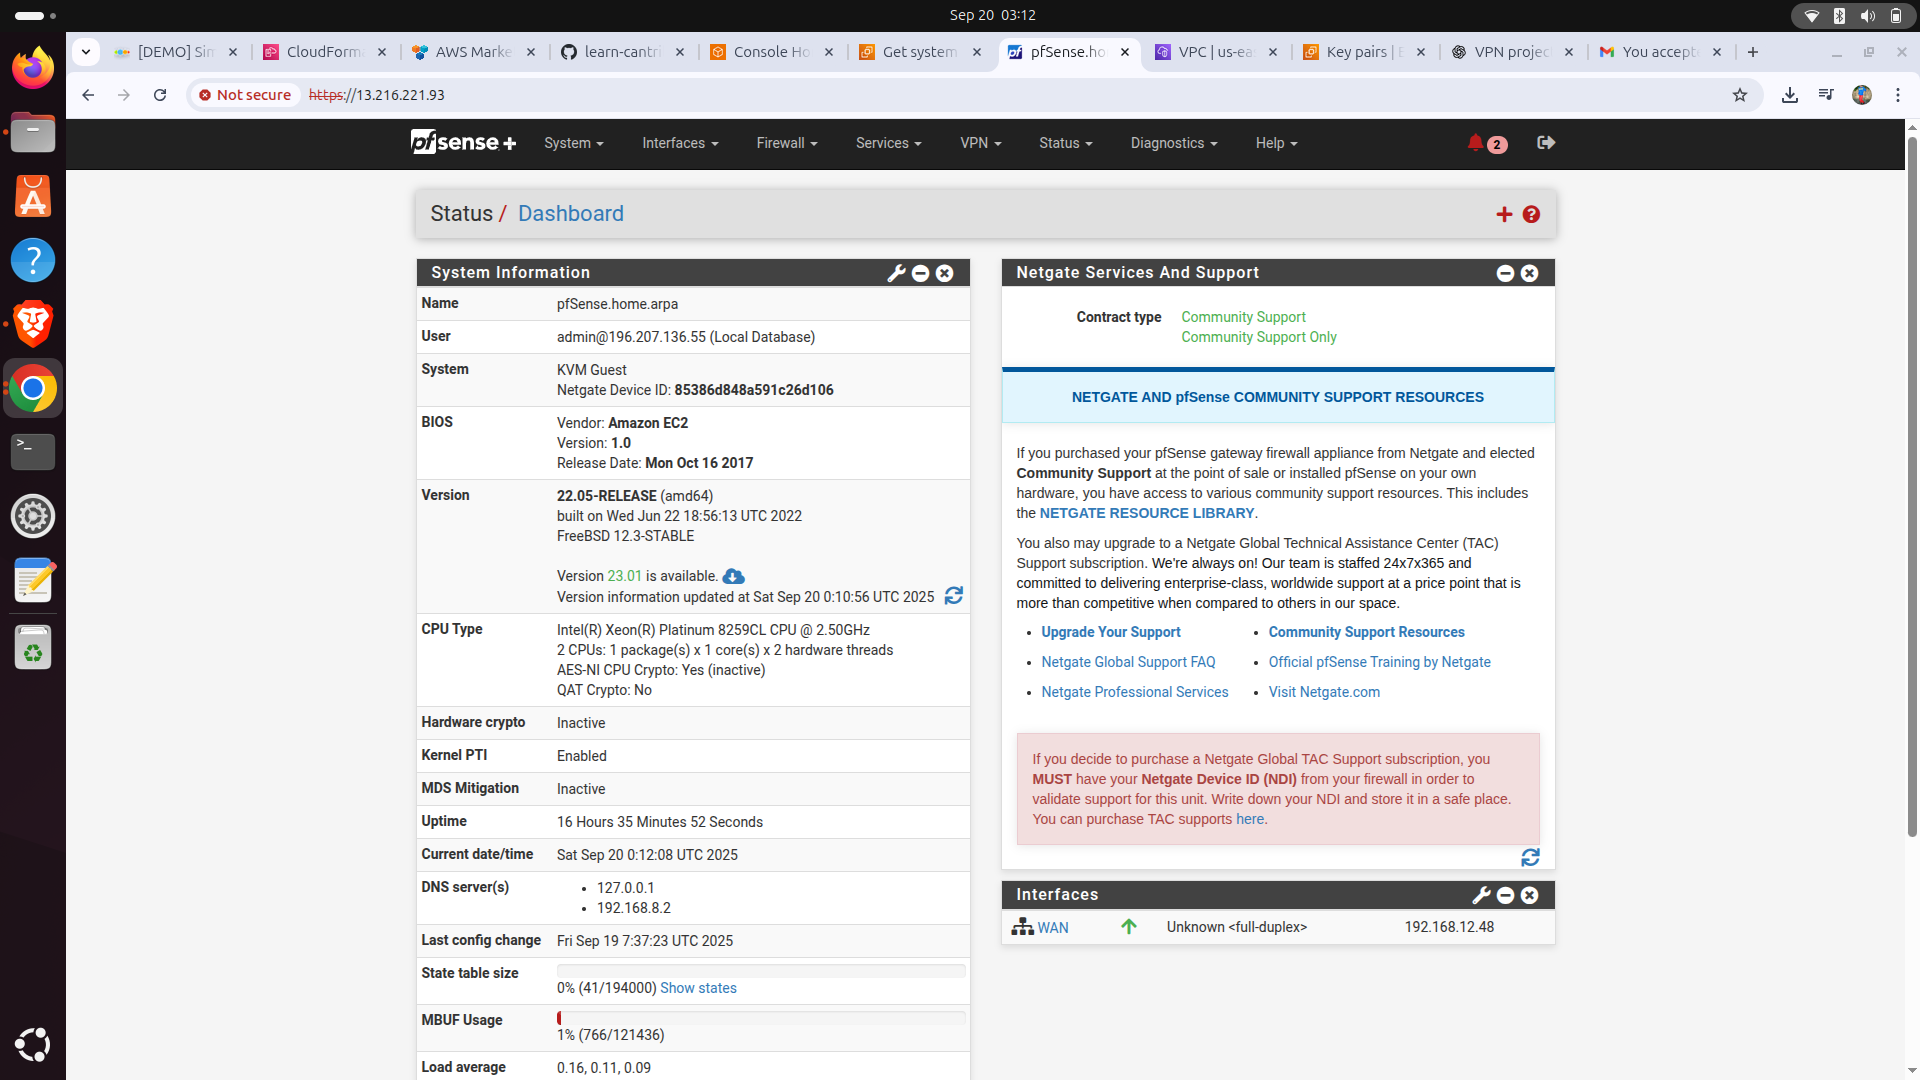 Sep 20 03:12
[DEMO] Sim
CloudForma
AWS Marke
learn-cantri
Console Ho
Get system
pfSense.ho
VPC | us-eas
Key pairs | E
VPN projec
You accept
Not secure
https://13.216.221.93
pfsense+
System
Interfaces
Firewall
Services
VPN
Status
Diagnostics
Help
2
Status / Dashboard
System Information
Name pfSense.home.arpa
User admin@196.207.136.55 (Local Database)
System KVM Guest
Netgate Device ID: 85386d848a591c26d106
BIOS Vendor: Amazon EC2
Version: 1.0
Release Date: Mon Oct 16 2017
Version 22.05-RELEASE (amd64)
built on Wed Jun 22 18:56:13 UTC 2022
FreeBSD 12.3-STABLE
Version 23.01 is available.
Version information updated at Sat Sep 20 0:10:56 UTC 2025
CPU Type Intel(R) Xeon(R) Platinum 8259CL CPU @ 2.50GHz
2 CPUs: 1 package(s) x 1 core(s) x 2 hardware threads
AES-NI CPU Crypto: Yes (inactive)
QAT Crypto: No
Hardware crypto Inactive
Kernel PTI Enabled
MDS Mitigation Inactive
Uptime 16 Hours 35 Minutes 52 Seconds
Current date/time Sat Sep 20 0:12:08 UTC 2025
DNS server(s) • 127.0.0.1
• 192.168.8.2
Last config change Fri Sep 19 7:37:23 UTC 2025
State table size
0% (41/194000) Show states
MBUF Usage
1% (766/121436)
Load average 0.16, 0.11, 0.09
Netgate Services And Support
Contract type Community Support
Community Support Only
NETGATE AND pfSense COMMUNITY SUPPORT RESOURCES
If you purchased your pfSense gateway firewall appliance from Netgate and elected
Community Support at the point of sale or installed pfSense on your own
hardware, you have access to various community support resources. This includes
the NETGATE RESOURCE LIBRARY.
You also may upgrade to a Netgate Global Technical Assistance Center (TAC)
Support subscription. We're always on! Our team is staffed 24x7x365 and
committed to delivering enterprise-class, worldwide support at a price point that is
more than competitive when compared to others in our space.
• Upgrade Your Support
• Community Support Resources
• Netgate Global Support FAQ
• Official pfSense Training by Netgate
• Netgate Professional Services
• Visit Netgate.com
If you decide to purchase a Netgate Global TAC Support subscription, you
MUST have your Netgate Device ID (NDI) from your firewall in order to
validate support for this unit. Write down your NDI and store it in a safe place.
You can purchase TAC supports here.
Interfaces
WAN Unknown <full-duplex> 192.168.12.48